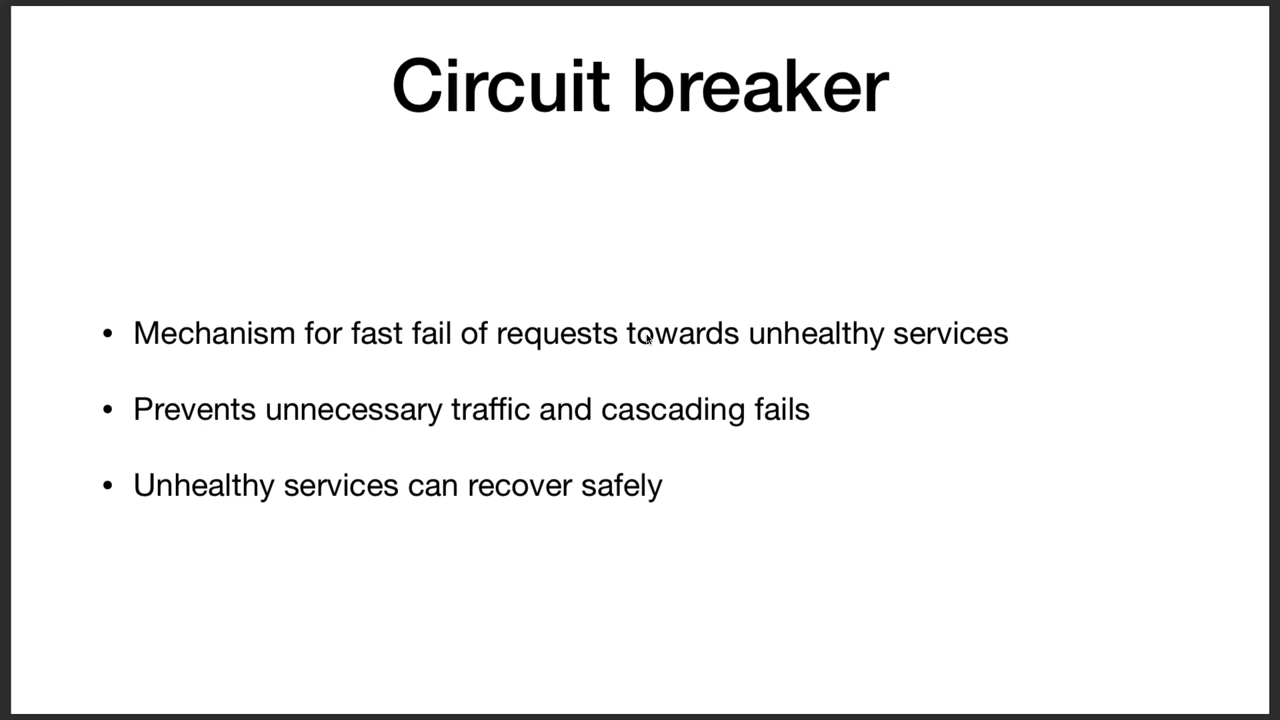 Circuit breaker
• Mechanism for fast fail of requests towards unhealthy services
• Prevents unnecessary traffic and cascading fails
• Unhealthy services can recover safely